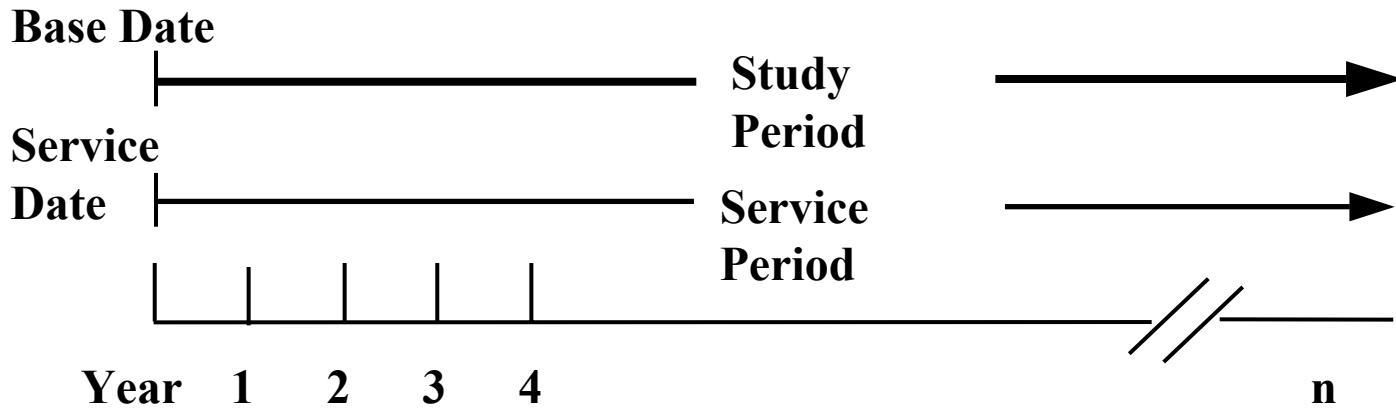 Base Date
Study
Period
Service
Date
Service
Period
Year 1 2 3 4 n